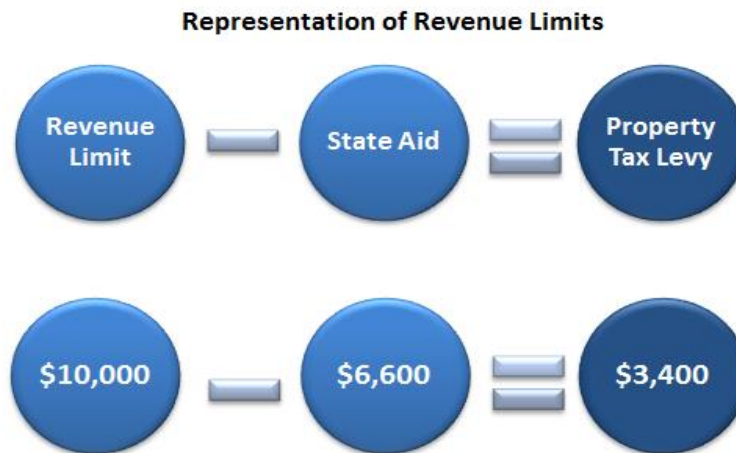 Representation of Revenue Limits
Revenue
Limit
State Aid
Property
Tax Levy
$10,000
$6,600
$3,400